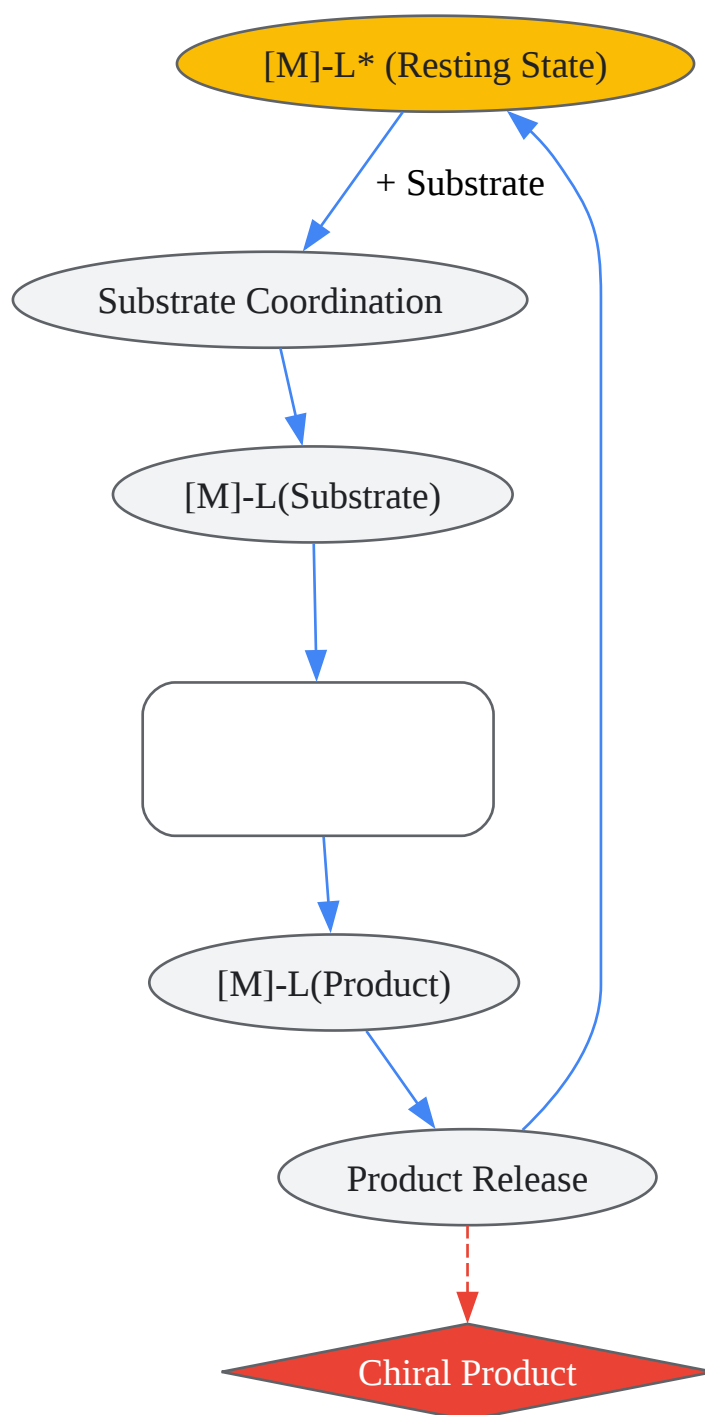 [M]-L* (Resting State)
+ Substrate
Substrate Coordination
[M]-L(Substrate)
[M]-L(Product)
Product Release
Chiral Product